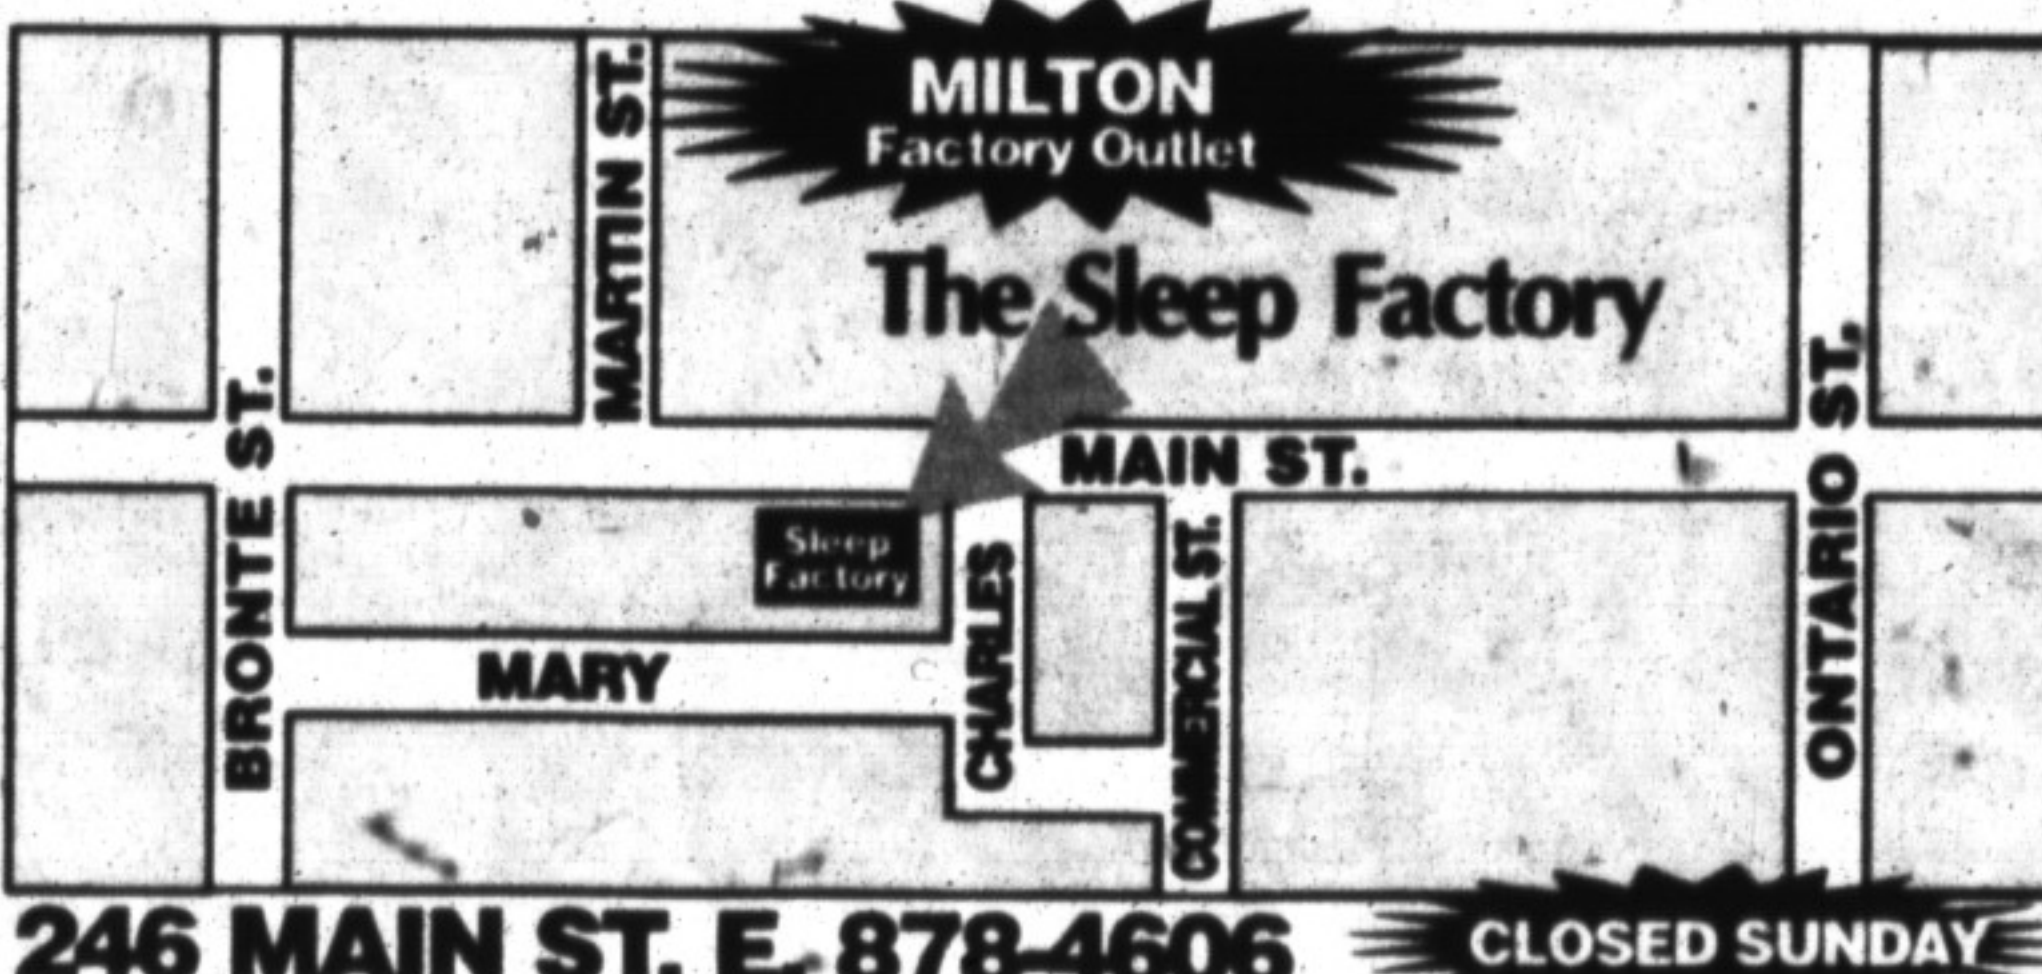 MILTON
Factory Outlet
The Sleep Factory
MARTIN ST.
BRONTE ST.
MAIN ST.
ONTARIO ST.
Sleep
Factory
CHARLES
COMMERCIAL ST.
MARY
246 MAIN ST. E. 878-4606
CLOSED SUNDAY